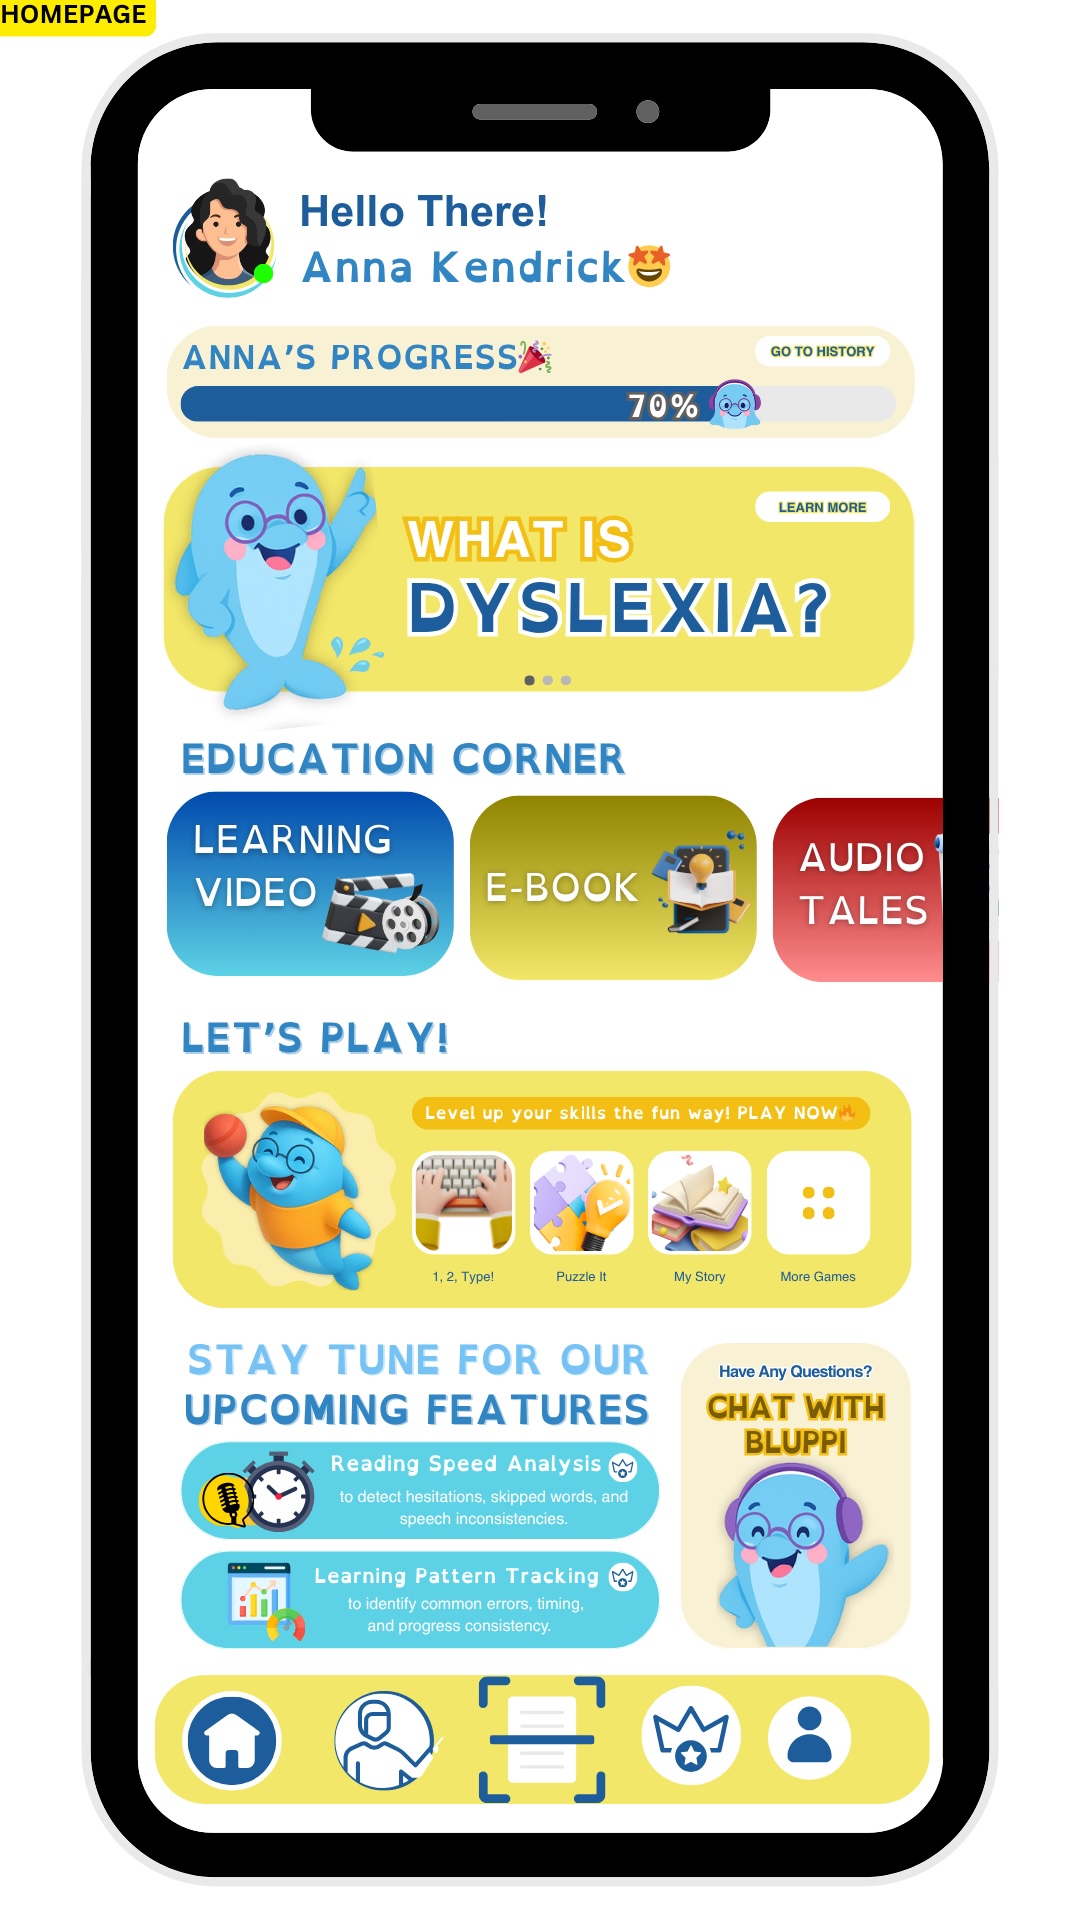 HOMEPAGE
Hello There!
Anna Kendrick🤩
ANNA'S PROGRESS🎉
GO TO HISTORY
70%
LEARN MORE
WHAT IS
DYSLEXIA?
EDUCATION CORNER
LEARNING
VIDEO
E-BOOK
AUDIO
TALES
LET'S PLAY!
Level up your skills the fun way! PLAY NOW🔥
1, 2, Type!
Puzzle It
My Story
More Games
STAY TUNE FOR OUR
UPCOMING FEATURES
Reading Speed Analysis
to detect hesitations, skipped words, and
speech inconsistencies.
Learning Pattern Tracking
to identify common errors, timing,
and progress consistency.
Have Any Questions?
CHAT WITH
BLUPPI